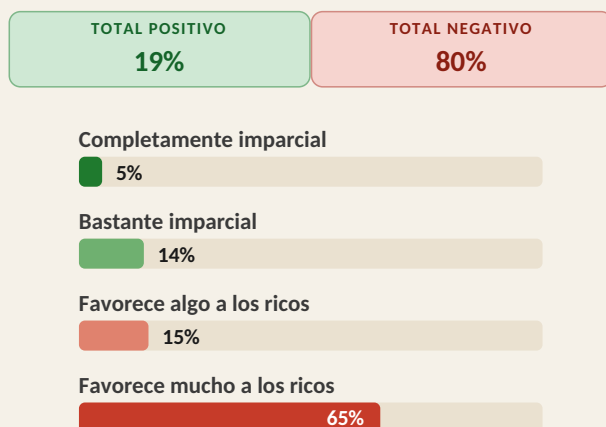 TOTAL POSITIVO
19%
TOTAL NEGATIVO
80%
Completamente imparcial
5%
Bastante imparcial
14%
Favorece algo a los ricos
15%
Favorece mucho a los ricos
65%